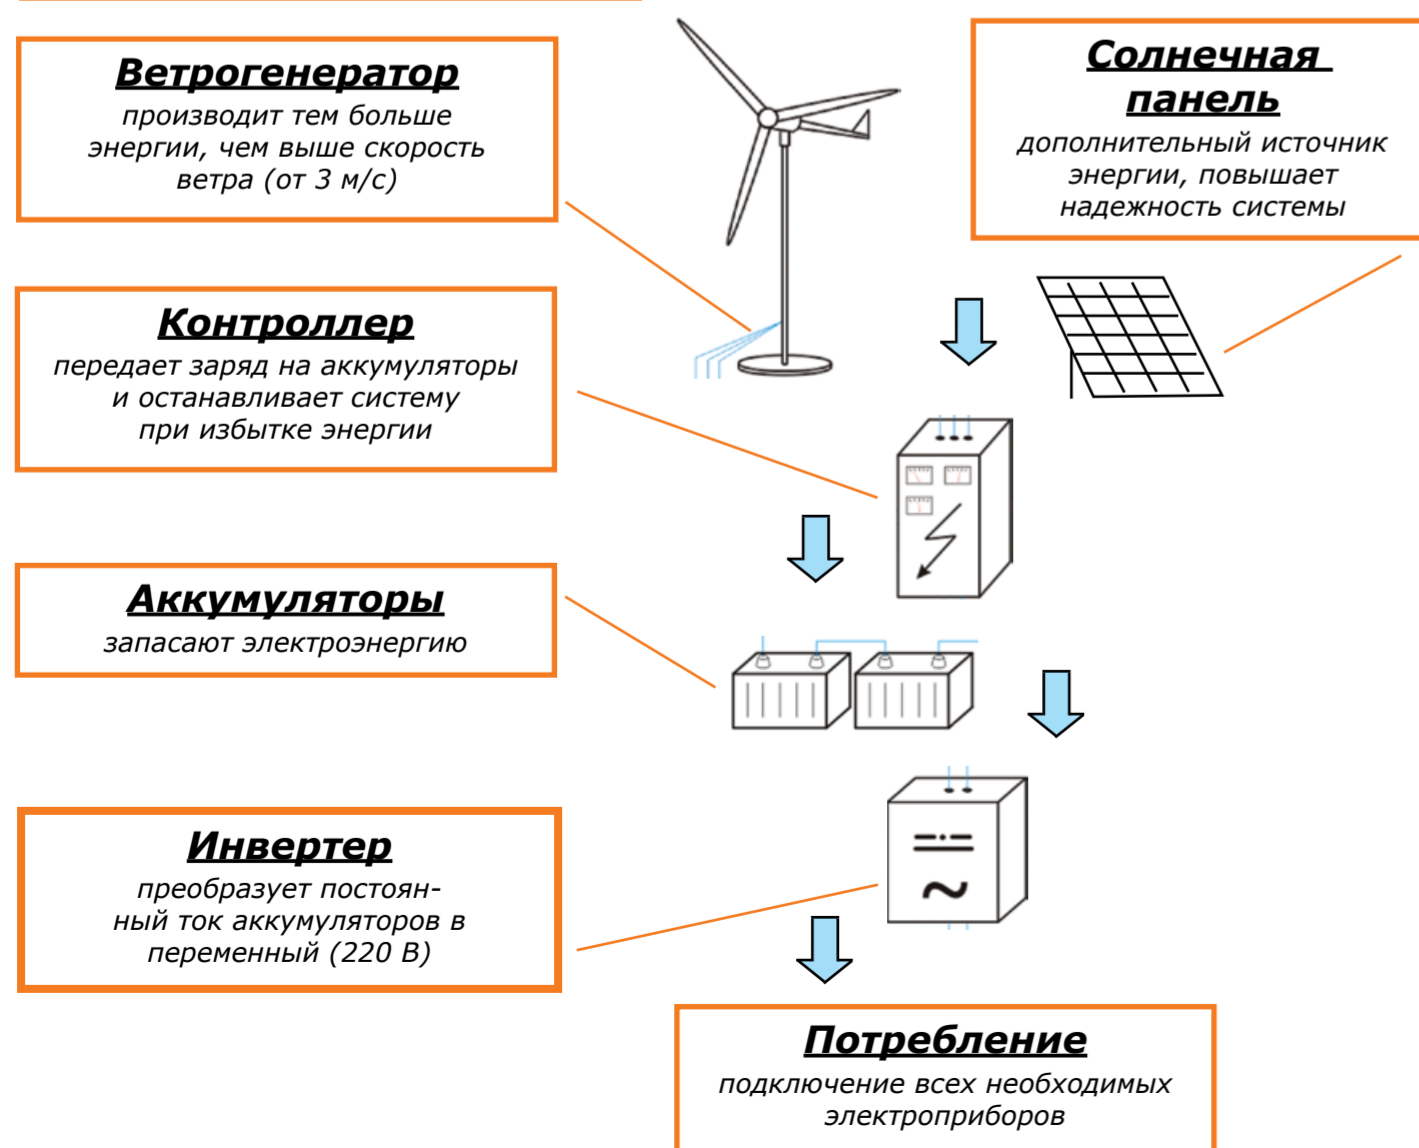 Ветрогенератор
производит тем больше
энергии, чем выше скорость
ветра (от 3 м/с)
Солнечная
панель
дополнительный источник
энергии, повышает
надежность системы
Контроллер
передает заряд на аккумуляторы
и останавливает систему
при избытке энергии
Аккумуляторы
запасают электроэнергию
Инвертер
преобразует постоян-
ный ток аккумуляторов в
переменный (220 В)
Потребление
подключение всех необходимых
электроприборов